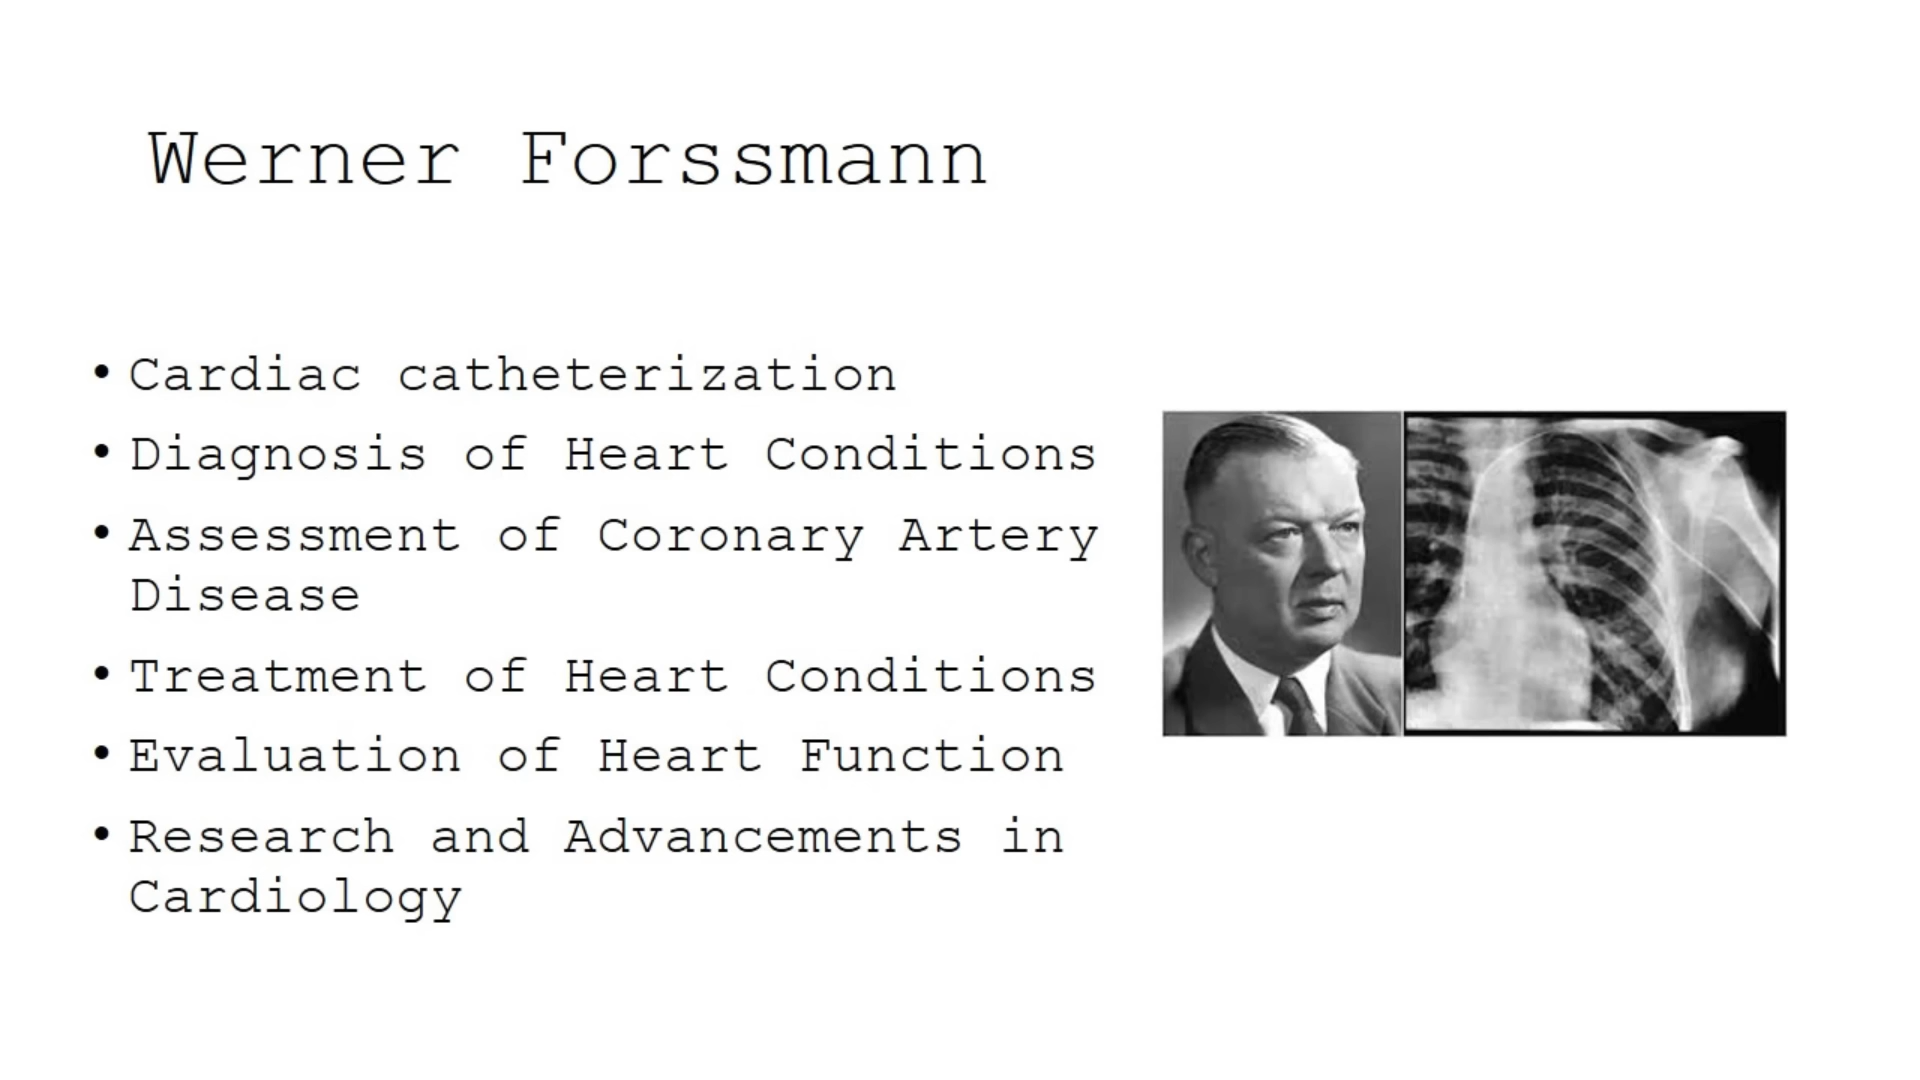 Werner Forssmann
• Cardiac catheterization
• Diagnosis of Heart Conditions
• Assessment of Coronary Artery
Disease
• Treatment of Heart Conditions
• Evaluation of Heart Function
• Research and Advancements in
Cardiology